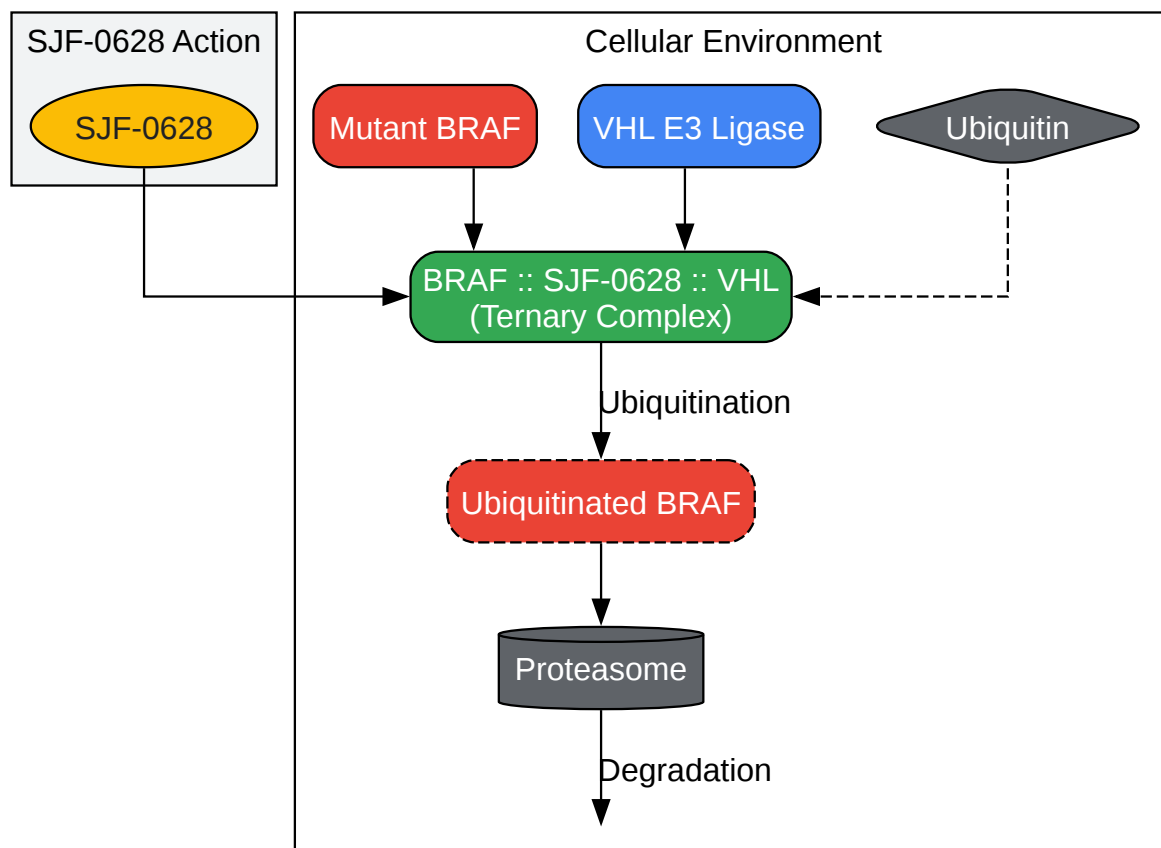 SJF-0628 Action
Cellular Environment
SJF-0628
Mutant BRAF
VHL E3 Ligase
Ubiquitin
BRAF :: SJF-0628 :: VHL
(Ternary Complex)
Ubiquitination
Ubiquitinated BRAF
Proteasome
Degradation